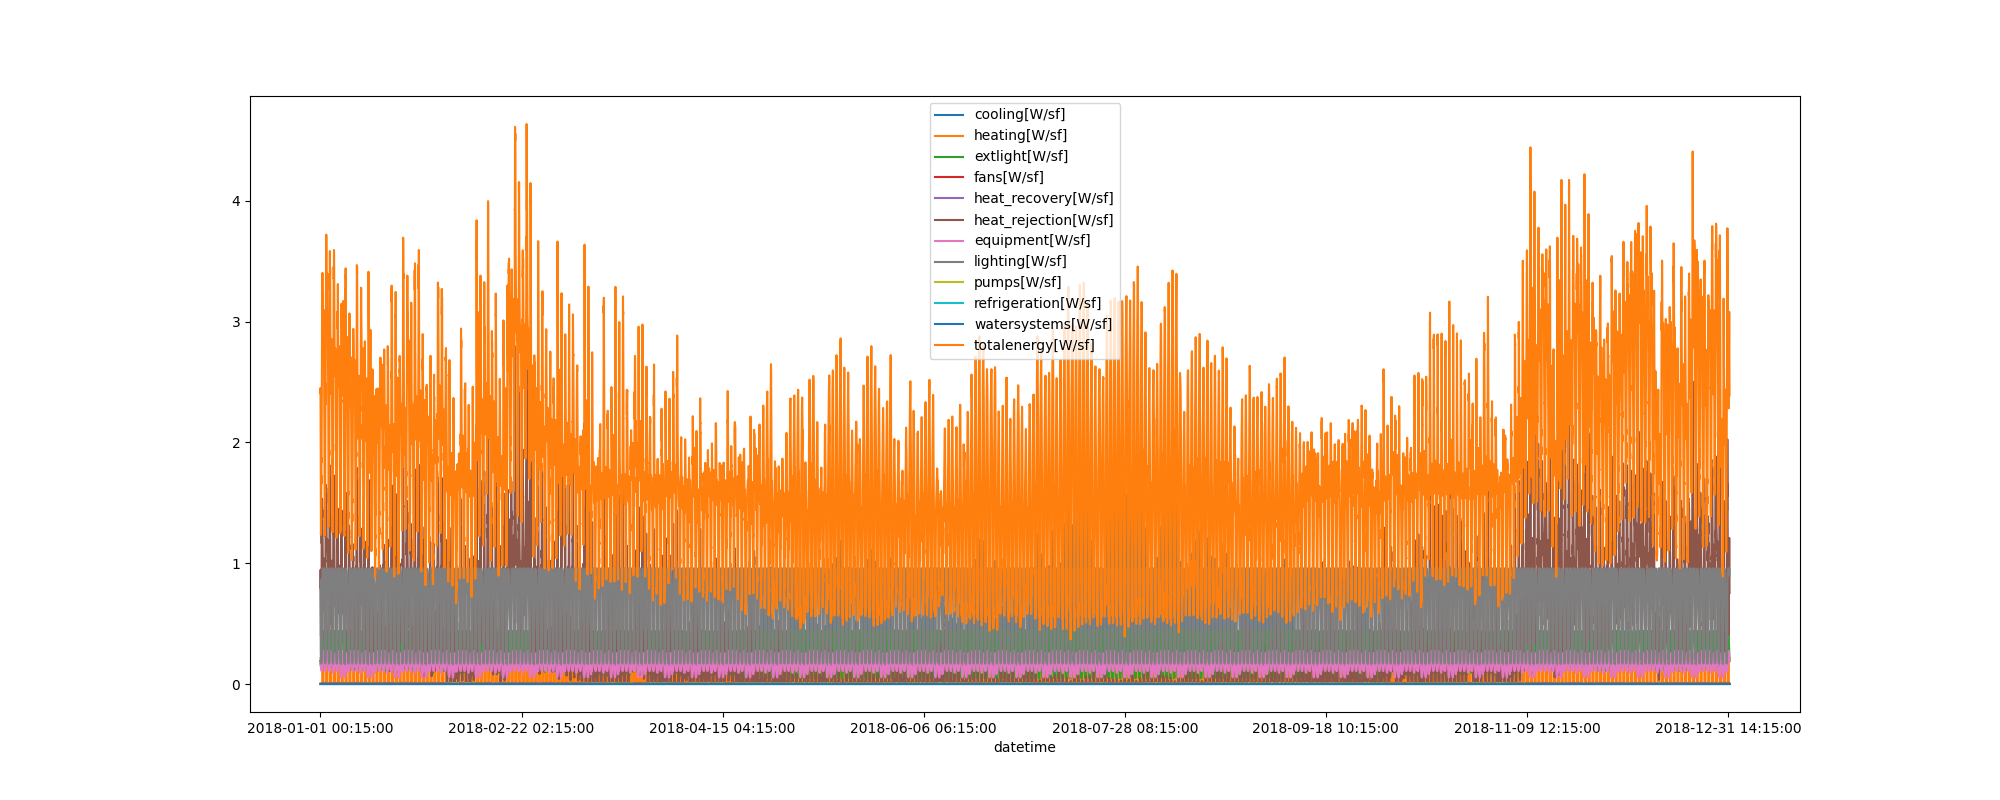 cooling[W/sf]
heating[W/sf]
extlight[W/sf]
fans[W/sf]
heat_recovery[W/sf]
heat_rejection[W/sf]
equipment[W/sf]
lighting[W/sf]
pumps[W/sf]
refrigeration[W/sf]
watersystems[W/sf]
totalenergy[W/sf]
4
3
2
1
0
2018-01-01 00:15:00 2018-02-22 02:15:00 2018-04-15 04:15:00 2018-06-06 06:15:00 2018-07-28 08:15:00 2018-09-18 10:15:00 2018-11-09 12:15:00 2018-12-31 14:15:00
datetime